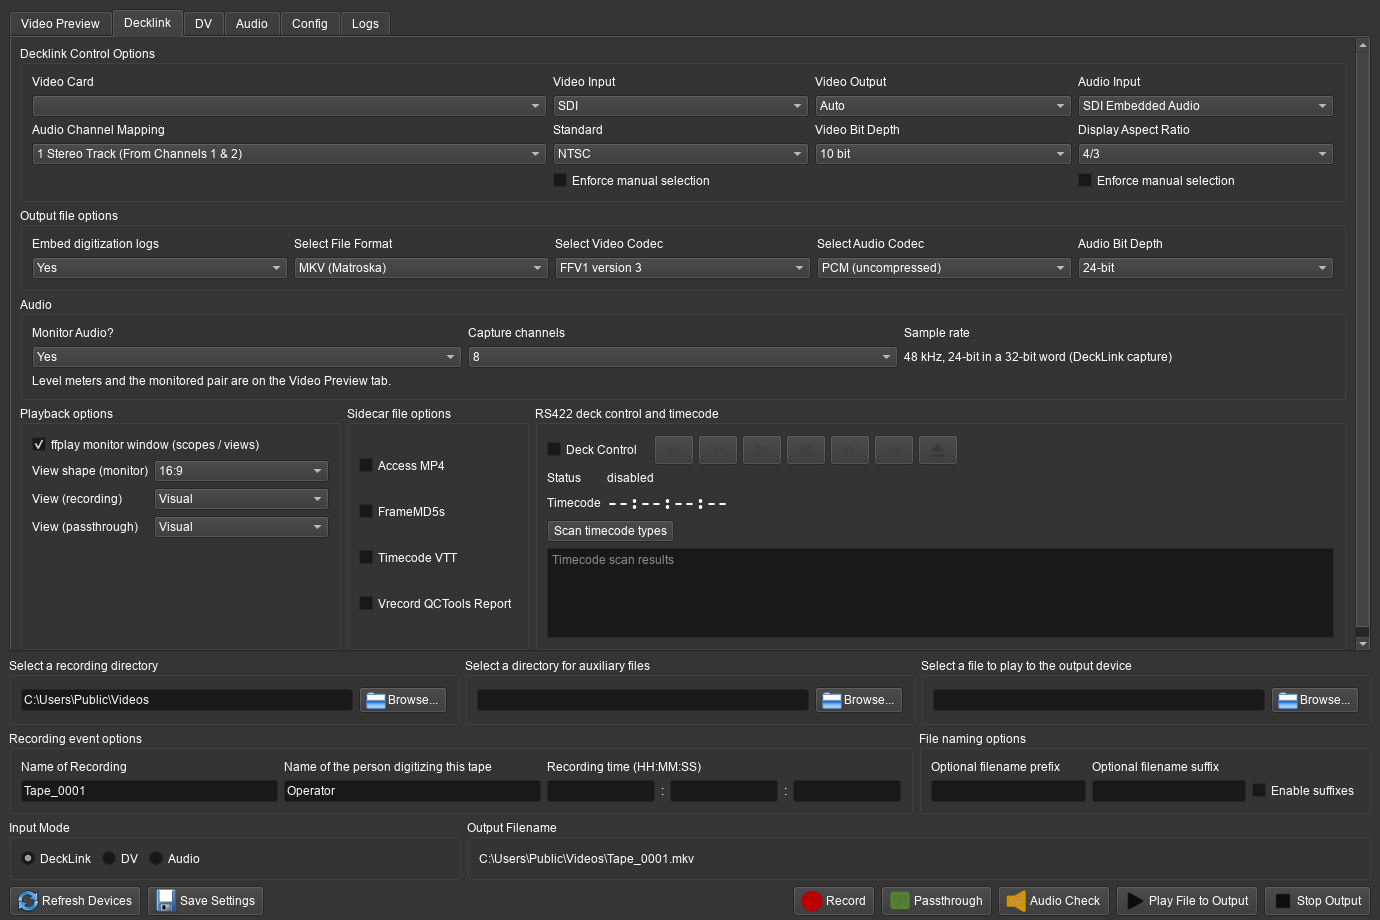 Video Preview Decklink DV Audio Config Logs
Decklink Control Options
Video Card Video Input Video Output Audio Input
SDI Auto SDI Embedded Audio
Audio Channel Mapping Standard Video Bit Depth Display Aspect Ratio
1 Stereo Track (From Channels 1 & 2) NTSC 10 bit 4/3
Enforce manual selection Enforce manual selection
Output file options
Embed digitization logs Select File Format Select Video Codec Select Audio Codec Audio Bit Depth
Yes MKV (Matroska) FFV1 version 3 PCM (uncompressed) 24-bit
Audio
Monitor Audio? Capture channels Sample rate
Yes 8 48 kHz, 24-bit in a 32-bit word (DeckLink capture)
Level meters and the monitored pair are on the Video Preview tab.
Playback options Sidecar file options RS422 deck control and timecode
ffplay monitor window (scopes / views)
View shape (monitor) 16:9
View (recording) Visual
View (passthrough) Visual
Access MP4
FrameMD5s
Timecode VTT
Vrecord QCTools Report
Deck Control
Status disabled
Timecode --:--:--:--
Scan timecode types
Timecode scan results
Select a recording directory Select a directory for auxiliary files Select a file to play to the output device
C:\Users\Public\Videos Browse... Browse... Browse...
Recording event options File naming options
Name of Recording Name of the person digitizing this tape Recording time (HH:MM:SS) Optional filename prefix Optional filename suffix
Tape_0001 Operator : : Enable suffixes
Input Mode Output Filename
DeckLink DV Audio C:\Users\Public\Videos\Tape_0001.mkv
Refresh Devices Save Settings Record Passthrough Audio Check Play File to Output Stop Output